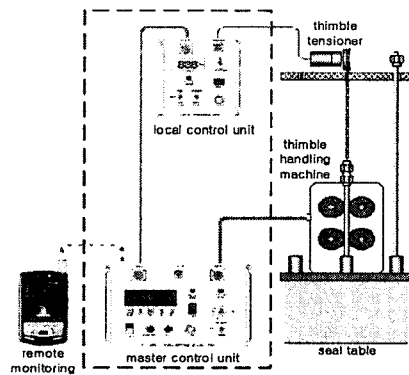 thimble
tensioner
local control unit
thimble
handling
machine
remote
monitoring
master control unit
seal table